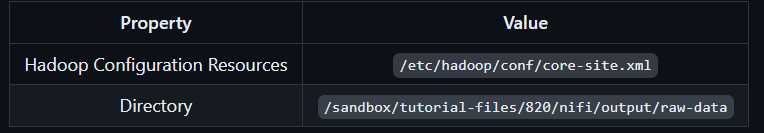 Property Value
Hadoop Configuration Resources /etc/hadoop/conf/core-site.xml
Directory /sandbox/tutorial-files/820/nifi/output/raw-data